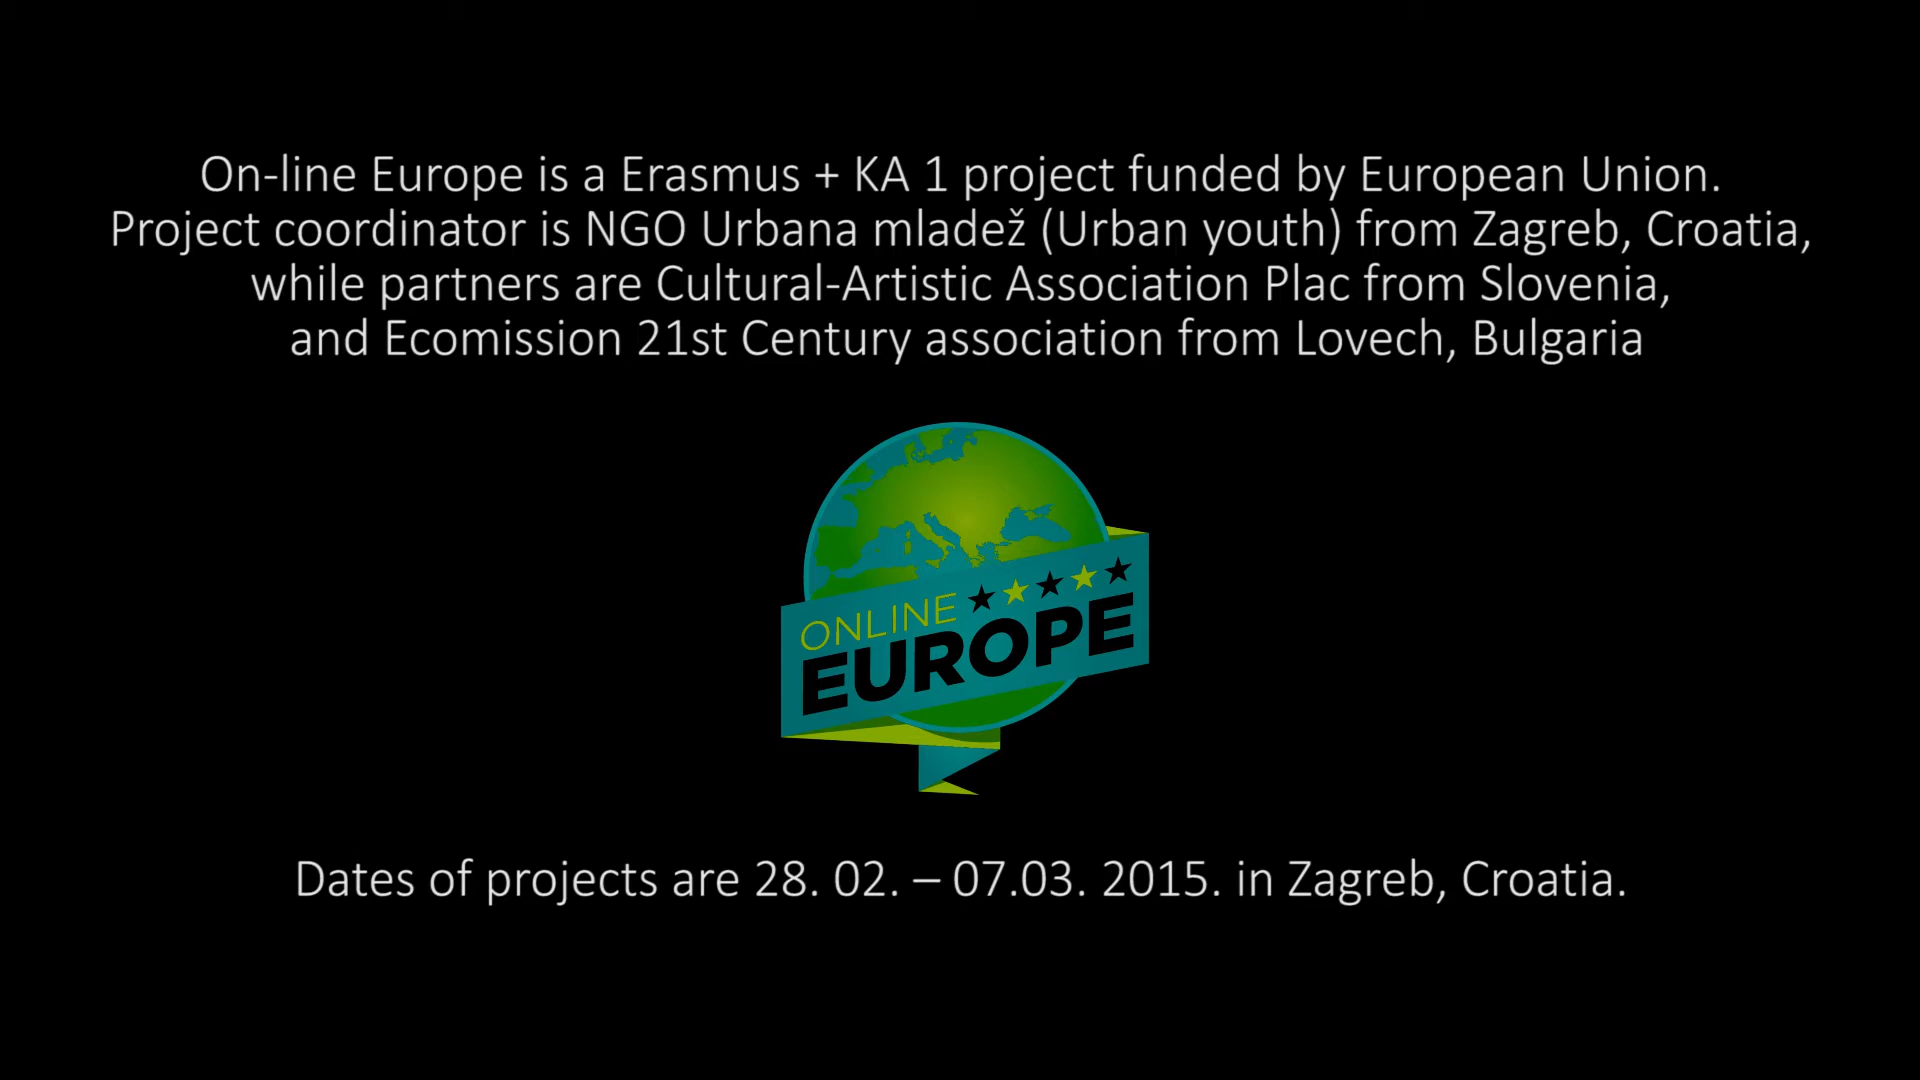 On-line Europe is a Erasmus + KA 1 project funded by European Union.
Project coordinator is NGO Urbana mladež (Urban youth) from Zagreb, Croatia,
while partners are Cultural-Artistic Association Plac from Slovenia,
and Ecomission 21st Century association from Lovech, Bulgaria
ONLINE
EUROPE
Dates of projects are 28. 02. – 07.03. 2015. in Zagreb, Croatia.